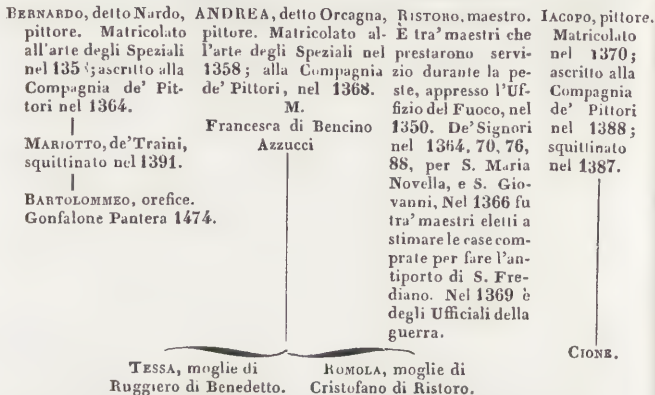 BERNARDO, detto Nardo,
pittore. Matricolato
all'arte degli Speziali
nel 135 ; ascritto alla
Compagnia de' Pit-
tori nel 1364.
MARIOTTO, de'Traini,
squittinato nel 1391.
BARTOLOMMEO, orefice.
Gonfalone Pantera 1474.
ANDREA, detto Orcagna,
pittore. Matricolato al-
l'arte degli Speziali nel
1358; alla Compagnia
de' Pittori, nel 1368.
M.
Francesca di Bencino
Azzucci
RISTORO, maestro.
È tra' maestri che
prestarono servi-
zio durante la pe-
ste, appresso l'Uf-
fizio del Fuoco, nel
1350. De'Signori
nel 1364, 70, 76,
88, per S. Maria
Novella, e S. Gio-
vanni, Nel 1366 fu
tra' maestri eletti a
stimare le case com-
prate per fare l'an-
tiporto di S. Fre-
diano. Nel 1369 è
degli Ufficiali della
guerra.
IACOPO, pittore.
Matricolato
nel 1370;
ascritto alla
Compagnia
de' Pittori
nel 1388;
squittinato
nel 1387.
CIONE.
TESSA, moglie di
Ruggiero di Benedetto.
ROMOLA, moglie di
Cristofano di Ristoro.